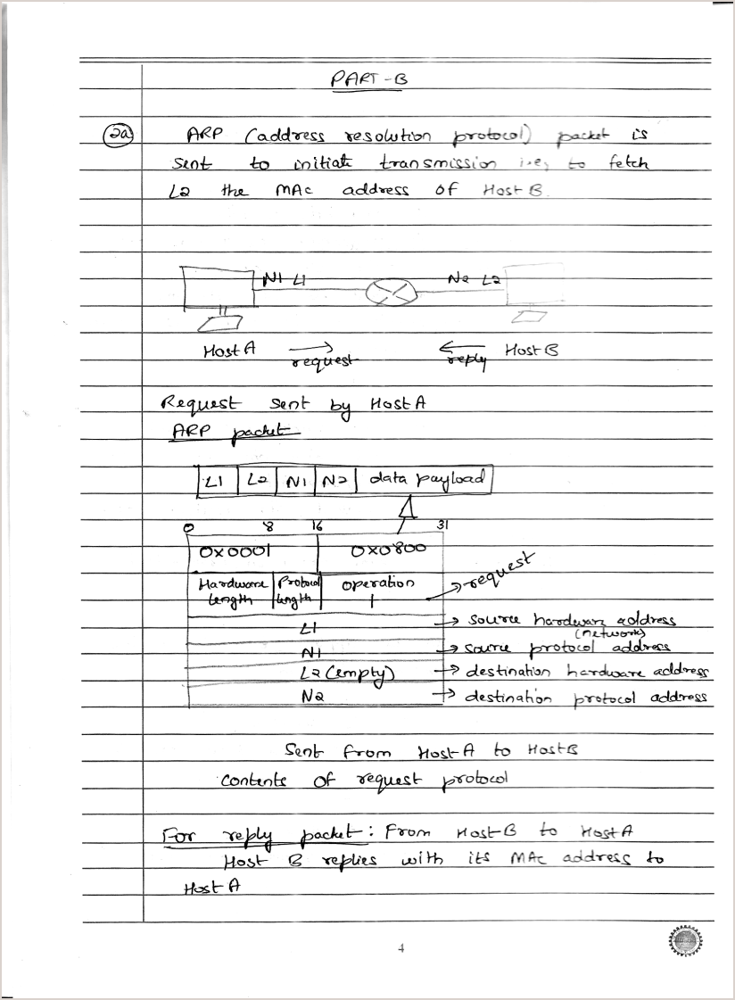 PART-B
2a
ARP (address resolution protocol) packet is
sent to initiate transmission i.e, to fetch
L2 the MAC address of Host B.
N1 L1 N2 L2
Host A request reply Host B
Request sent by Host A
ARP packet
L1 L2 N1 N2 data payload
0 8 16 31
0x0001 0x0800
Hardware length Protocol length operation 1 → request
L1 → source hardware address
(network)
N1 → source protocol address
L2 (empty) → destination hardware address
N2 → destination protocol address
Sent from Host A to Host B
Contents of request protocol
For reply packet: From Host B to Host A
Host B replies with its MAC address to
Host A
4